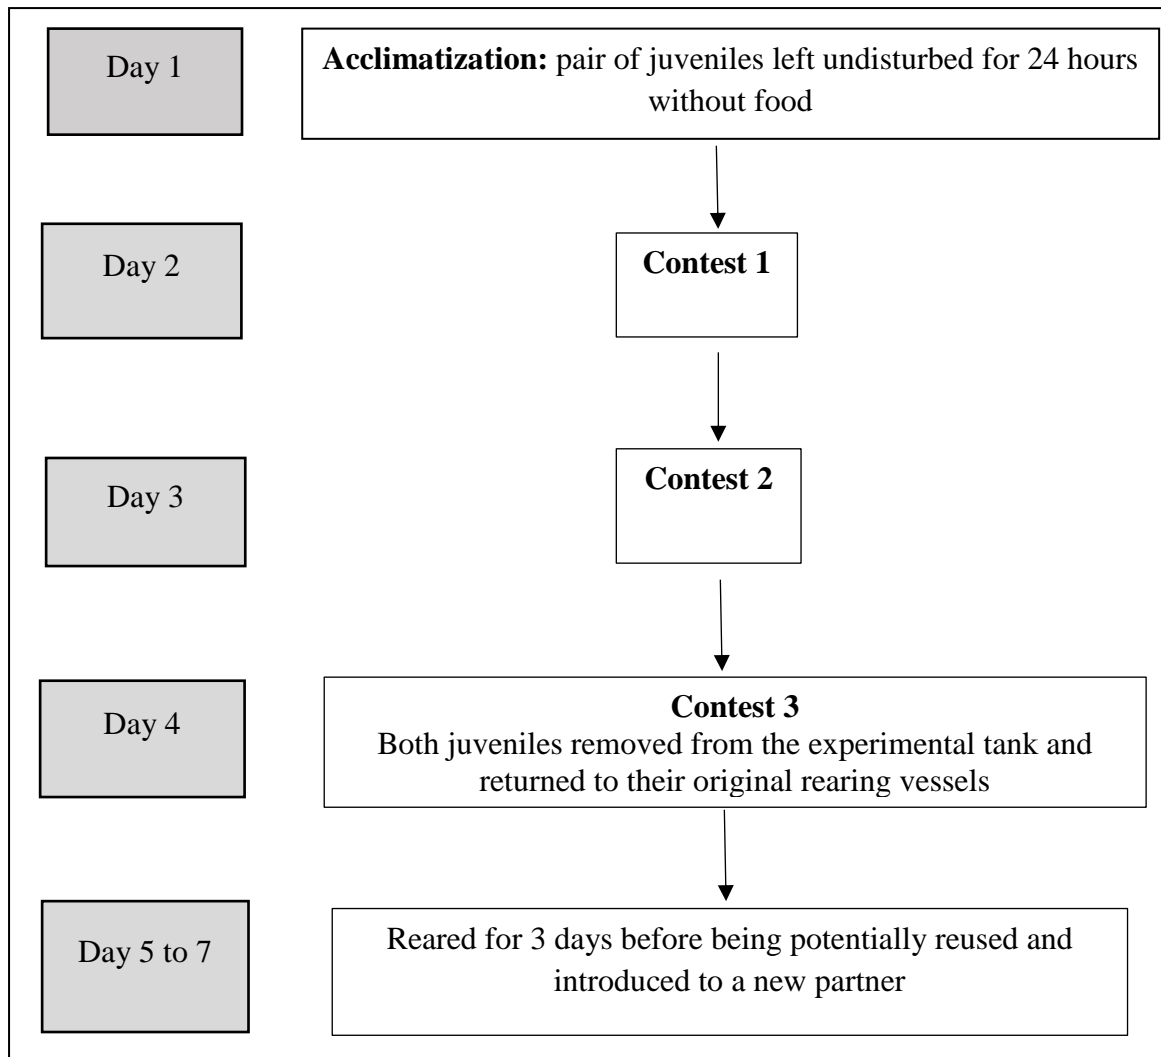 Day 1
Acclimatization: pair of juveniles left undisturbed for 24 hours
without food
Day 2
Contest 1
Day 3
Contest 2
Day 4
Contest 3
Both juveniles removed from the experimental tank and
returned to their original rearing vessels
Day 5 to 7
Reared for 3 days before being potentially reused and
introduced to a new partner